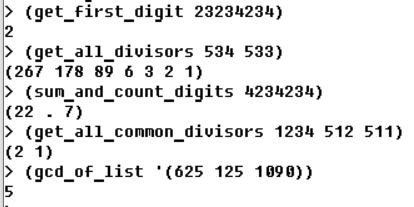 > (get_first_digit 23234234)
2
> (get_all_divisors 534 533)
(267 178 89 6 3 2 1)
> (sum_and_count_digits 4234234)
(22 . 7)
> (get_all_common_divisors 1234 512 511)
(2 1)
> (gcd_of_list '(625 125 1090))
5